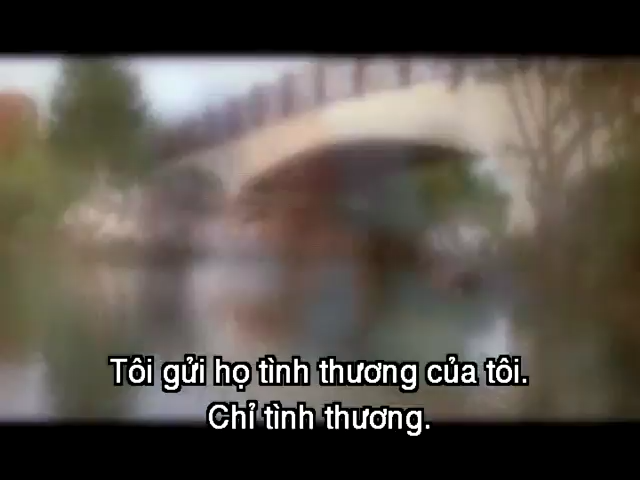 Tôi gửi họ tình thương của tôi.
Chỉ tình thương.